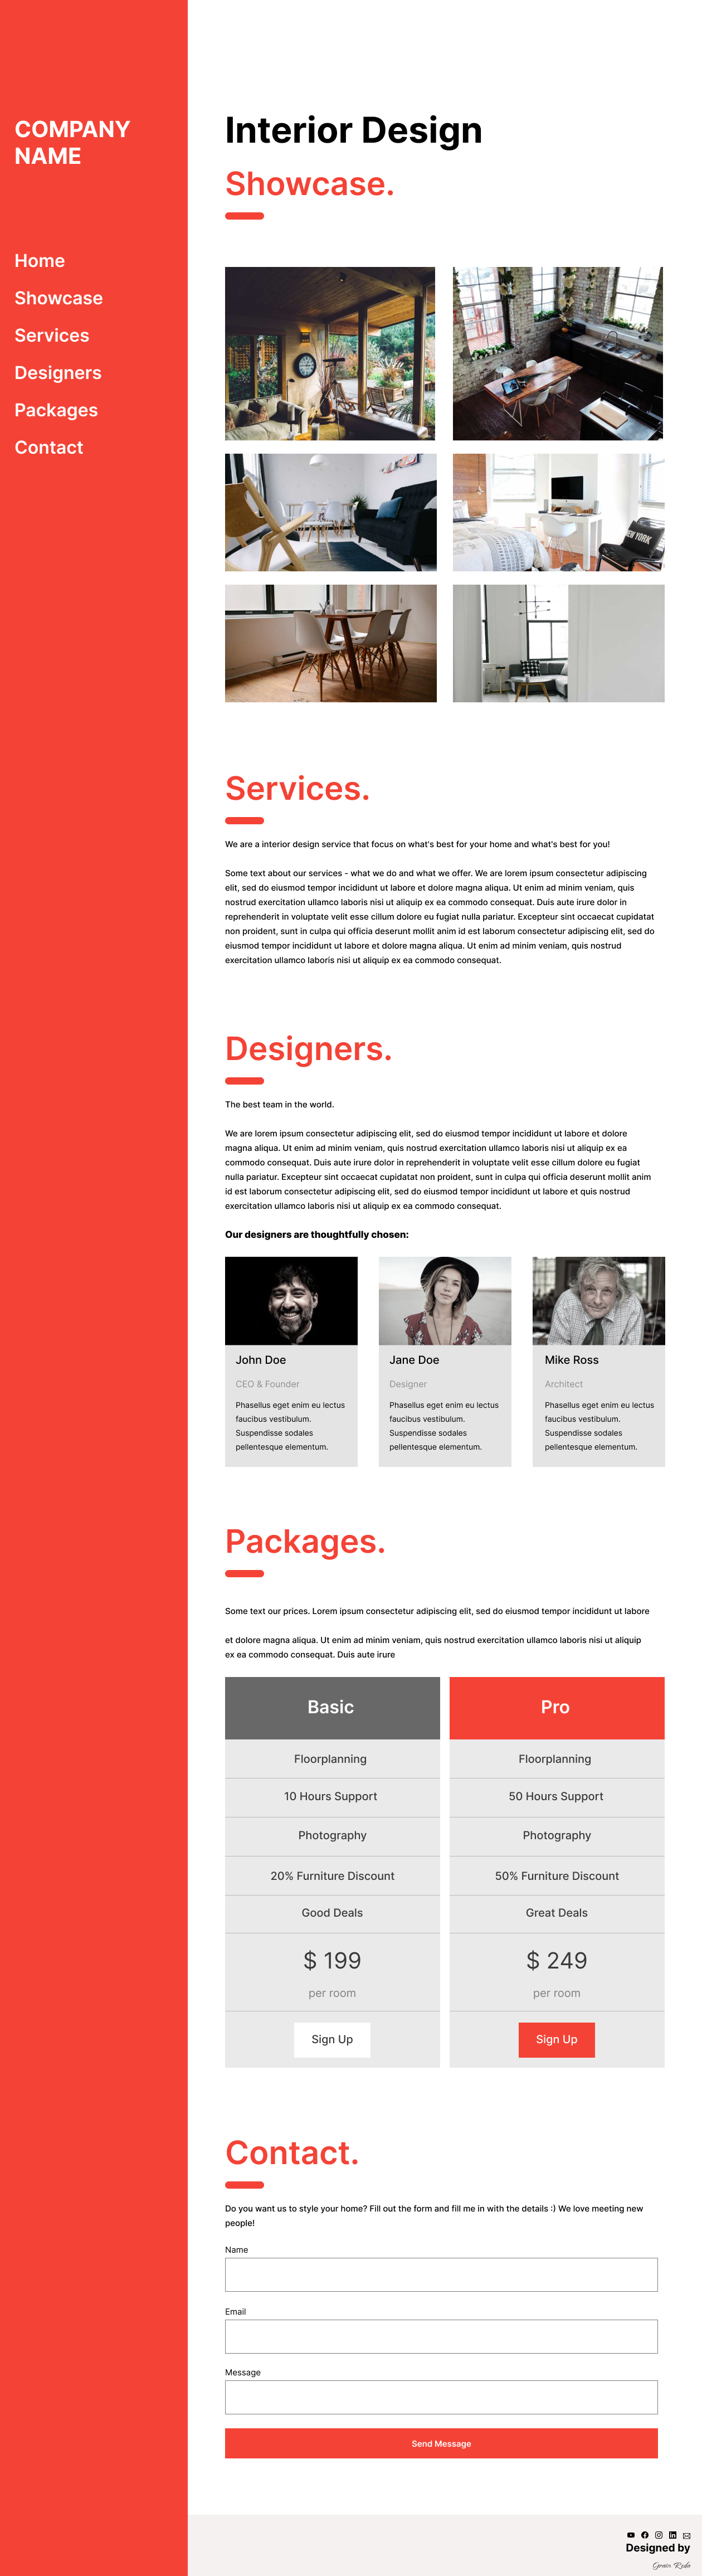 COMPANY
NAME
Home
Showcase
Services
Designers
Packages
Contact
Interior Design
Showcase.
Services.
We are a interior design service that focus on what's best for your home and what's best for you!
Some text about our services - what we do and what we offer. We are lorem ipsum consectetur adipiscing
elit, sed do eiusmod tempor incididunt ut labore et dolore magna aliqua. Ut enim ad minim veniam, quis
nostrud exercitation ullamco laboris nisi ut aliquip ex ea commodo consequat. Duis aute irure dolor in
reprehenderit in voluptate velit esse cillum dolore eu fugiat nulla pariatur. Excepteur sint occaecat cupidatat
non proident, sunt in culpa qui officia deserunt mollit anim id est laborum consectetur adipiscing elit, sed do
eiusmod tempor incididunt ut labore et dolore magna aliqua. Ut enim ad minim veniam, quis nostrud
exercitation ullamco laboris nisi ut aliquip ex ea commodo consequat.
Designers.
The best team in the world.
We are lorem ipsum consectetur adipiscing elit, sed do eiusmod tempor incididunt ut labore et dolore
magna aliqua. Ut enim ad minim veniam, quis nostrud exercitation ullamco laboris nisi ut aliquip ex ea
commodo consequat. Duis aute irure dolor in reprehenderit in voluptate velit esse cillum dolore eu fugiat
nulla pariatur. Excepteur sint occaecat cupidatat non proident, sunt in culpa qui officia deserunt mollit anim
id est laborum consectetur adipiscing elit, sed do eiusmod tempor incididunt ut labore et quis nostrud
exercitation ullamco laboris nisi ut aliquip ex ea commodo consequat.
Our designers are thoughtfully chosen:
John Doe
CEO & Founder
Phasellus eget enim eu lectus
faucibus vestibulum.
Suspendisse sodales
pellentesque elementum.
Jane Doe
Designer
Phasellus eget enim eu lectus
faucibus vestibulum.
Suspendisse sodales
pellentesque elementum.
Mike Ross
Architect
Phasellus eget enim eu lectus
faucibus vestibulum.
Suspendisse sodales
pellentesque elementum.
Packages.
Some text our prices. Lorem ipsum consectetur adipiscing elit, sed do eiusmod tempor incididunt ut labore
et dolore magna aliqua. Ut enim ad minim veniam, quis nostrud exercitation ullamco laboris nisi ut aliquip
ex ea commodo consequat. Duis aute irure
Basic
Floorplanning
10 Hours Support
Photography
20% Furniture Discount
Good Deals
$ 199
per room
Sign Up
Pro
Floorplanning
50 Hours Support
Photography
50% Furniture Discount
Great Deals
$ 249
per room
Sign Up
Contact.
Do you want us to style your home? Fill out the form and fill me in with the details :) We love meeting new
people!
Name
Email
Message
Send Message
Designed by